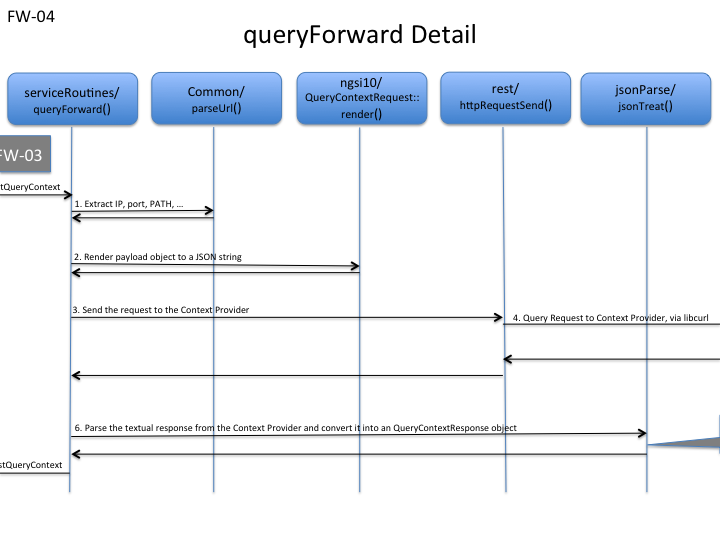 FW-04
queryForward Detail
serviceRoutines/
queryForward()
Common/
parseUrl()
ngsi10/
QueryContextRequest::
render()
rest/
httpRequestSend()
jsonParse/
jsonTreat()
FW-03
stQueryContext
1. Extract IP, port, PATH, ...
2. Render payload object to a JSON string
3. Send the request to the Context Provider
4. Query Request to Context Provider, via libcurl
6. Parse the textual response from the Context Provider and convert it into an QueryContextResponse object
stQueryContext